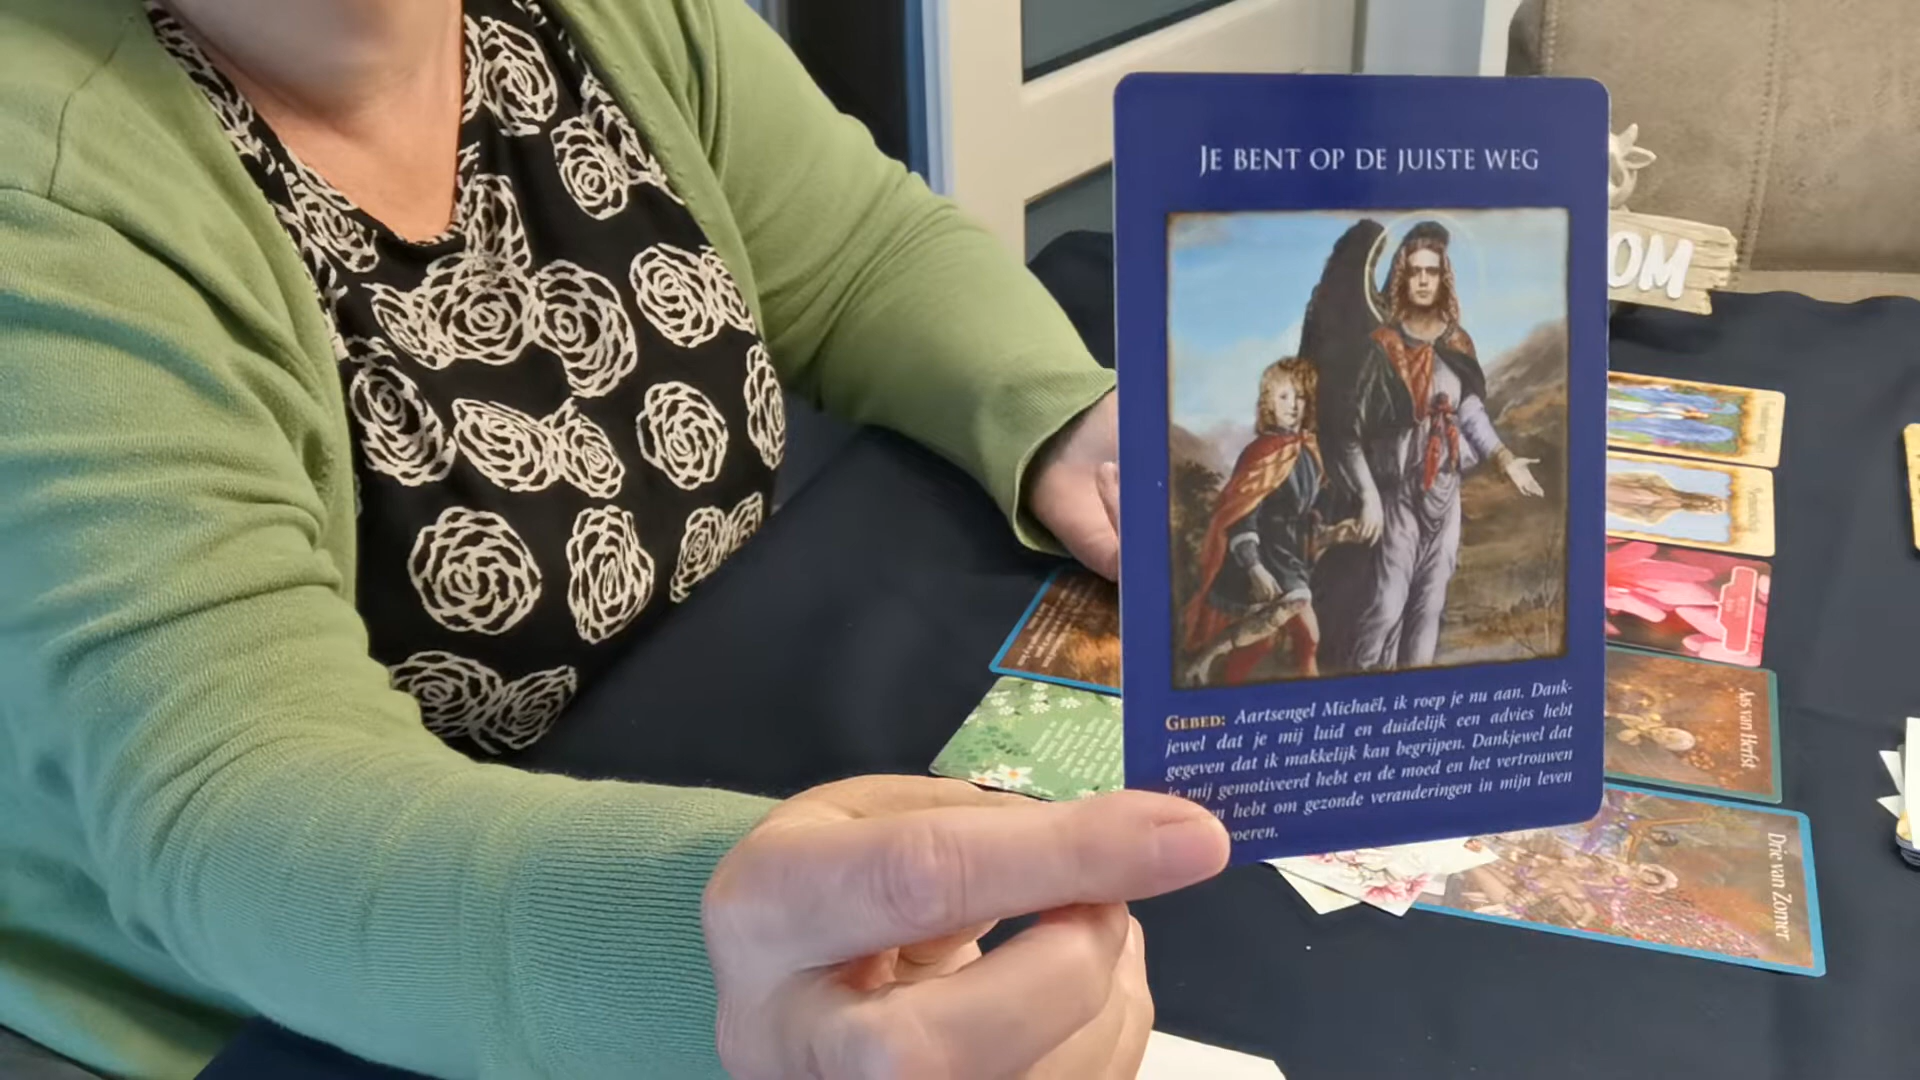 JE BENT OP DE JUISTE WEG
GEBED: Aartsengel Michaël, ik roep je nu aan. Dank-
jewel dat je mij luid en duidelijk een advies hebt
gegeven dat ik makkelijk kan begrijpen. Dankjewel dat
je mij gemotiveerd hebt en de moed en het vertrouwen
n hebt om gezonde veranderingen in mijn leven
voeren.
OM
Aas van Herfst
Drie van Zomer